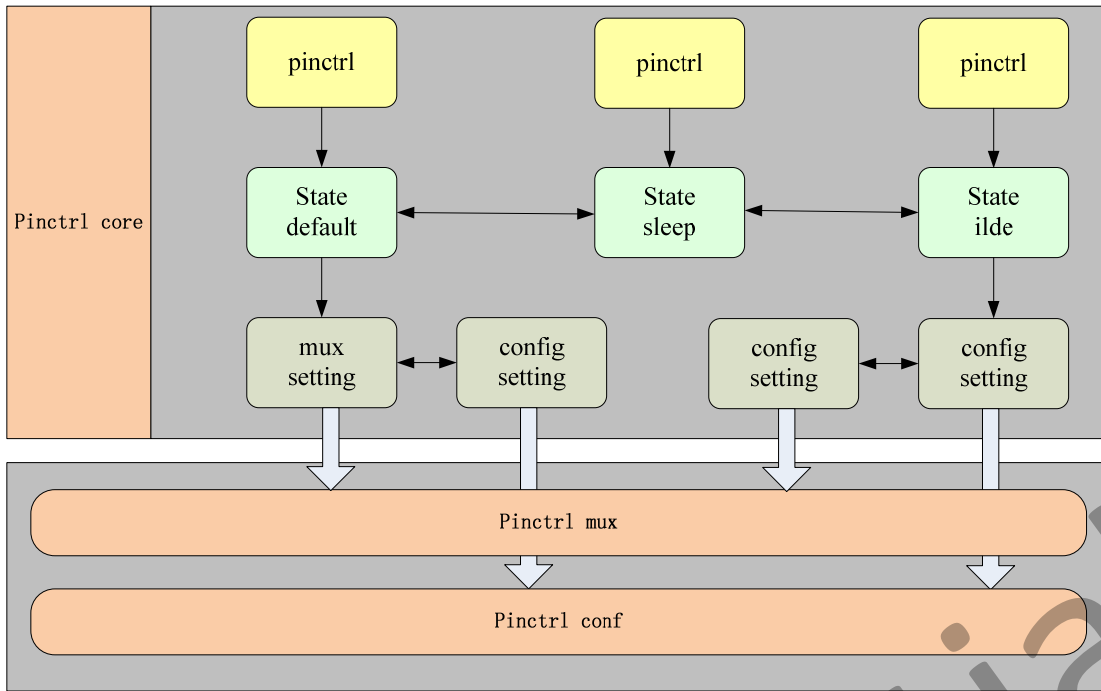 pinctrl
pinctrl
pinctrl
Pinctrl core
State
default
State
sleep
State
ilde
mux
setting
config
setting
config
setting
config
setting
Pinctrl mux
Pinctrl conf